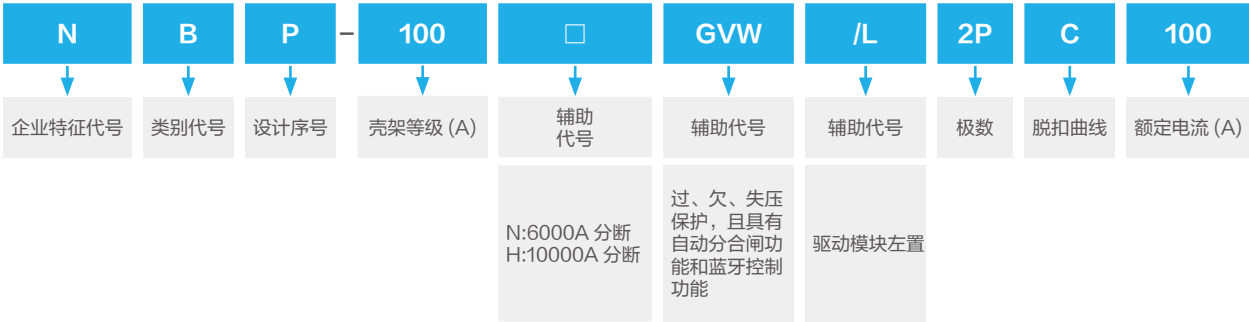 N B P - 100 □ GVW /L 2P C 100
企业特征代号 类别代号 设计序号 壳架等级 (A) 辅助 辅助代号 辅助代号 极数 脱扣曲线 额定电流 (A)
代号
N:6000A 分断
H:10000A 分断
过、欠、失压
保护，且具有
自动分合闸功
能和蓝牙控制
功能
驱动模块左置